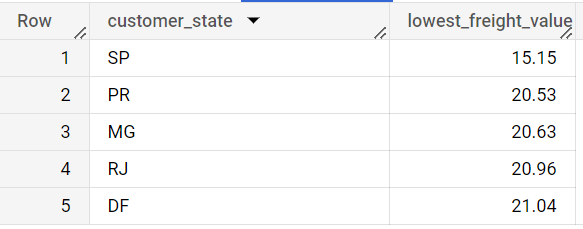 Row customer_state lowest_freight_value
1 SP 15.15
2 PR 20.53
3 MG 20.63
4 RJ 20.96
5 DF 21.04